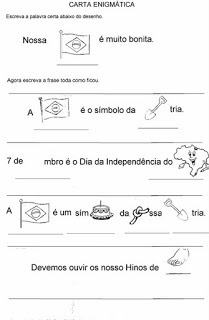 CARTA ENIGMÁTICA
Escreva a palavra certa abaixo do desenho.
Nossa é muito bonita.
Agora escreva a frase toda como ficou.
A é o símbolo da tria.
7 de mbro é o Dia da Independência do
A é um sim da ssa tria.
Devemos ouvir os nosso Hinos de